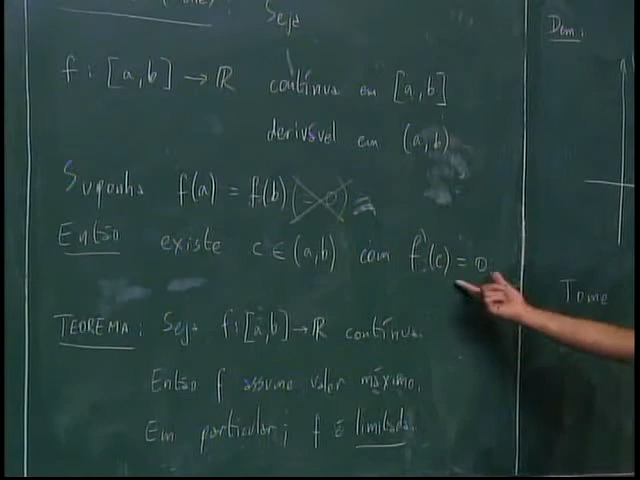 Seja
f : [a, b] → ℝ contínua em [a, b]
derivável em (a, b)
Suponha f(a) = f(b) (= 0)
Então existe c ∈ (a, b) com f'(c) = 0.
TEOREMA: Seja f: [a, b] → ℝ contínua.
Então f assume valor máximo.
Em particular; f é limitada.
Dem:
Tome